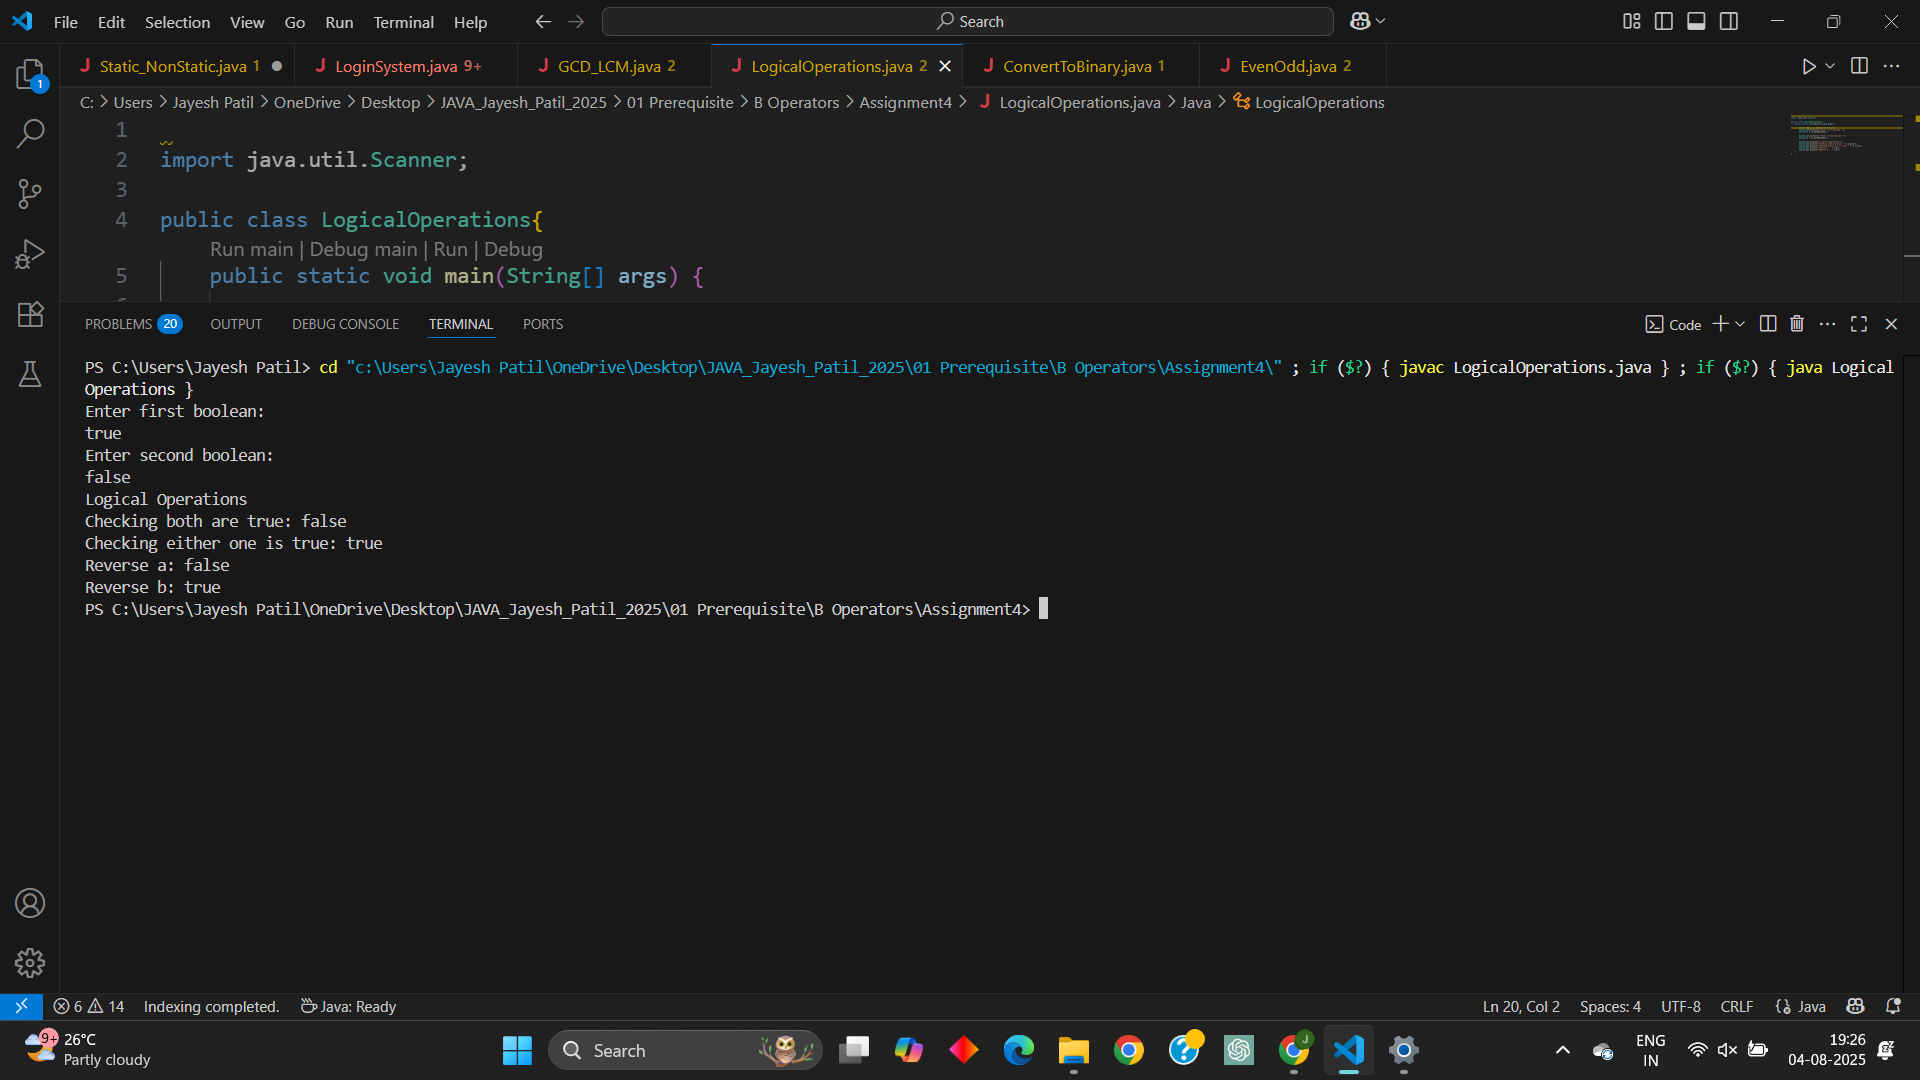 File Edit Selection View Go Run Terminal Help Search
1
Static_NonStatic.java 1 LoginSystem.java 9+ GCD_LCM.java 2 LogicalOperations.java 2 ConvertToBinary.java 1 EvenOdd.java 2
C: > Users > Jayesh Patil > OneDrive > Desktop > JAVA_Jayesh_Patil_2025 > 01 Prerequisite > B Operators > Assignment4 > LogicalOperations.java > Java > LogicalOperations
1
2 import java.util.Scanner;
3
4 public class LogicalOperations{
Run main | Debug main | Run | Debug
5 public static void main(String[] args) {
PROBLEMS 20 OUTPUT DEBUG CONSOLE TERMINAL PORTS Code
PS C:\Users\Jayesh Patil> cd "c:\Users\Jayesh Patil\OneDrive\Desktop\JAVA_Jayesh_Patil_2025\01 Prerequisite\B Operators\Assignment4\" ; if ($?) { javac LogicalOperations.java } ; if ($?) { java Logical
Operations }
Enter first boolean:
true
Enter second boolean:
false
Logical Operations
Checking both are true: false
Checking either one is true: true
Reverse a: false
Reverse b: true
PS C:\Users\Jayesh Patil\OneDrive\Desktop\JAVA_Jayesh_Patil_2025\01 Prerequisite\B Operators\Assignment4>
6 14 Indexing completed. Java: Ready Ln 20, Col 2 Spaces: 4 UTF-8 CRLF Java
9+ 26°C
Partly cloudy
Search
J
ENG
IN
19:26
04-08-2025